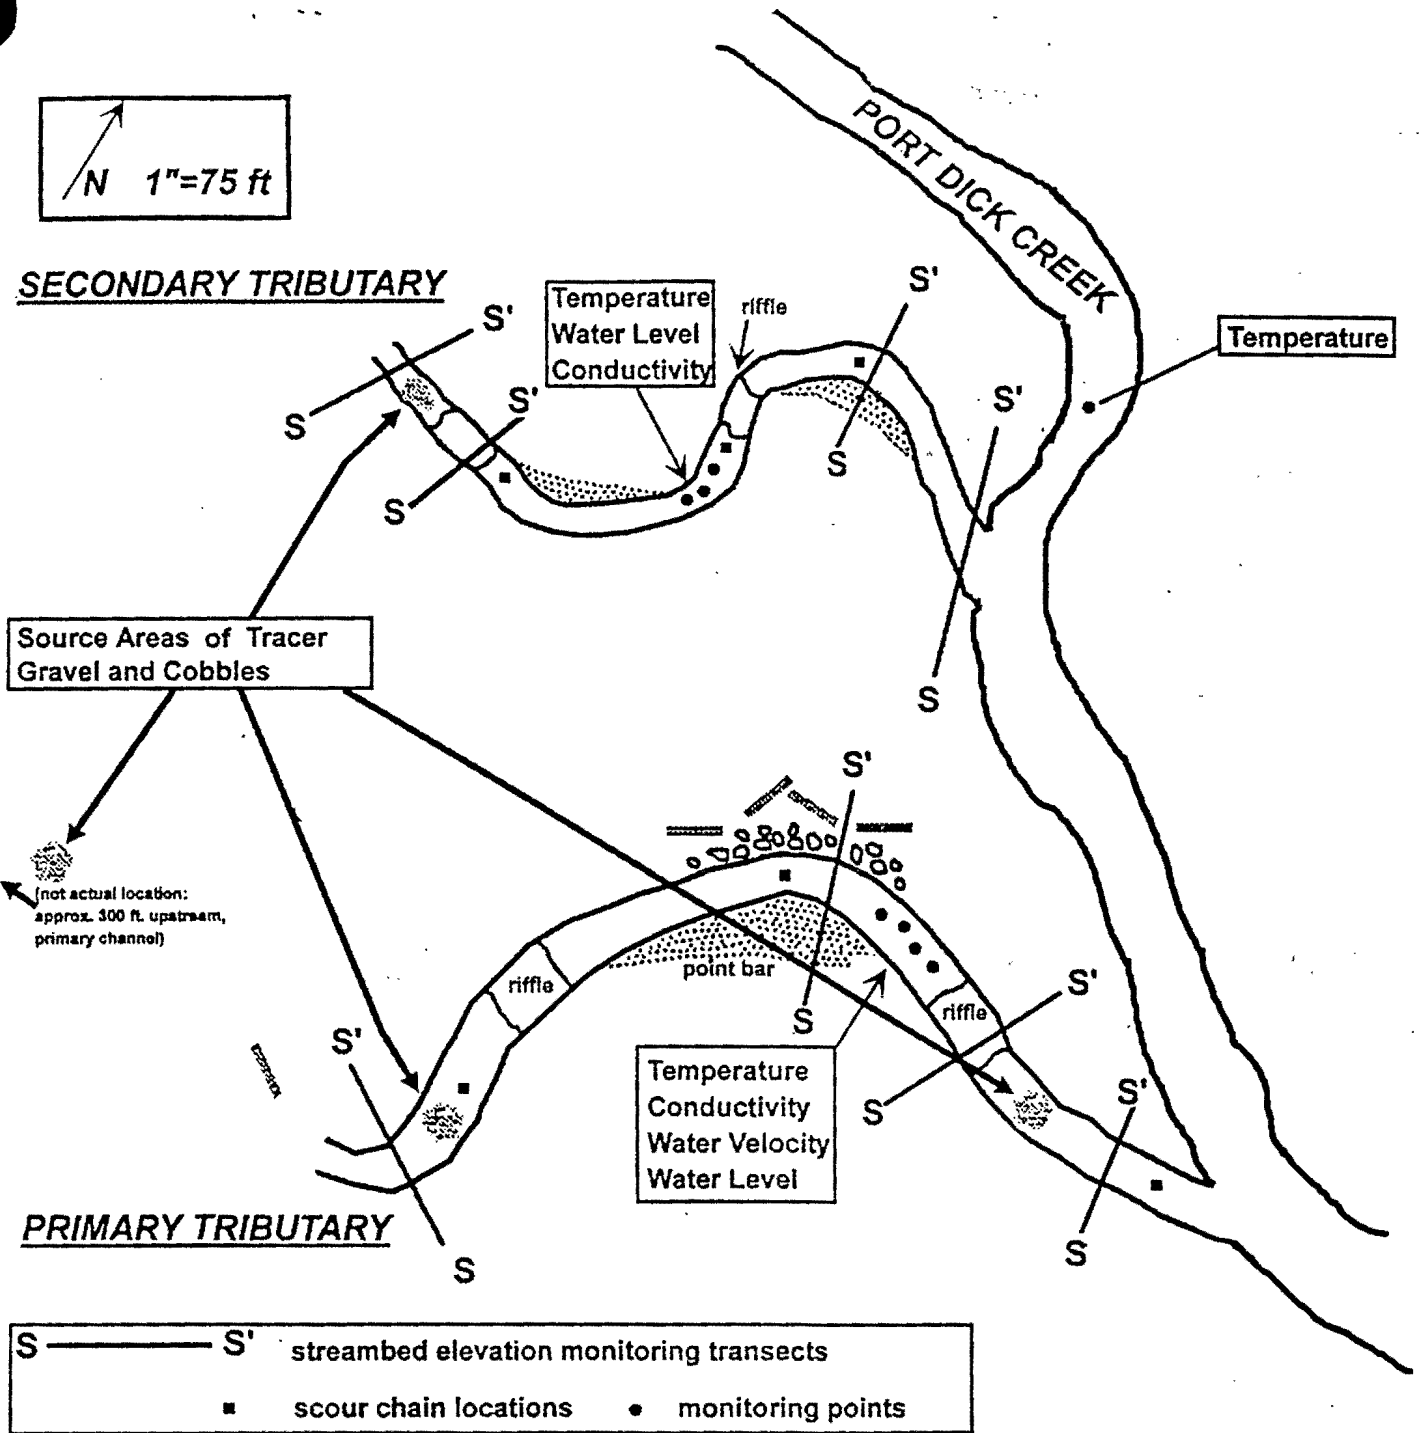 N 1"=75 ft
PORT DICK CREEK
SECONDARY TRIBUTARY
Temperature
Water Level
Conductivity
riffle
S'
S'
S'
S'
Temperature
S
S
S
S
Source Areas of Tracer
Gravel and Cobbles
(not actual location:
approx. 300 ft. upstream,
primary channel)
S'
point bar
riffle
S
riffle
S'
S'
S
S'
S
S
Temperature
Conductivity
Water Velocity
Water Level
PRIMARY TRIBUTARY
S S' streambed elevation monitoring transects
scour chain locations monitoring points